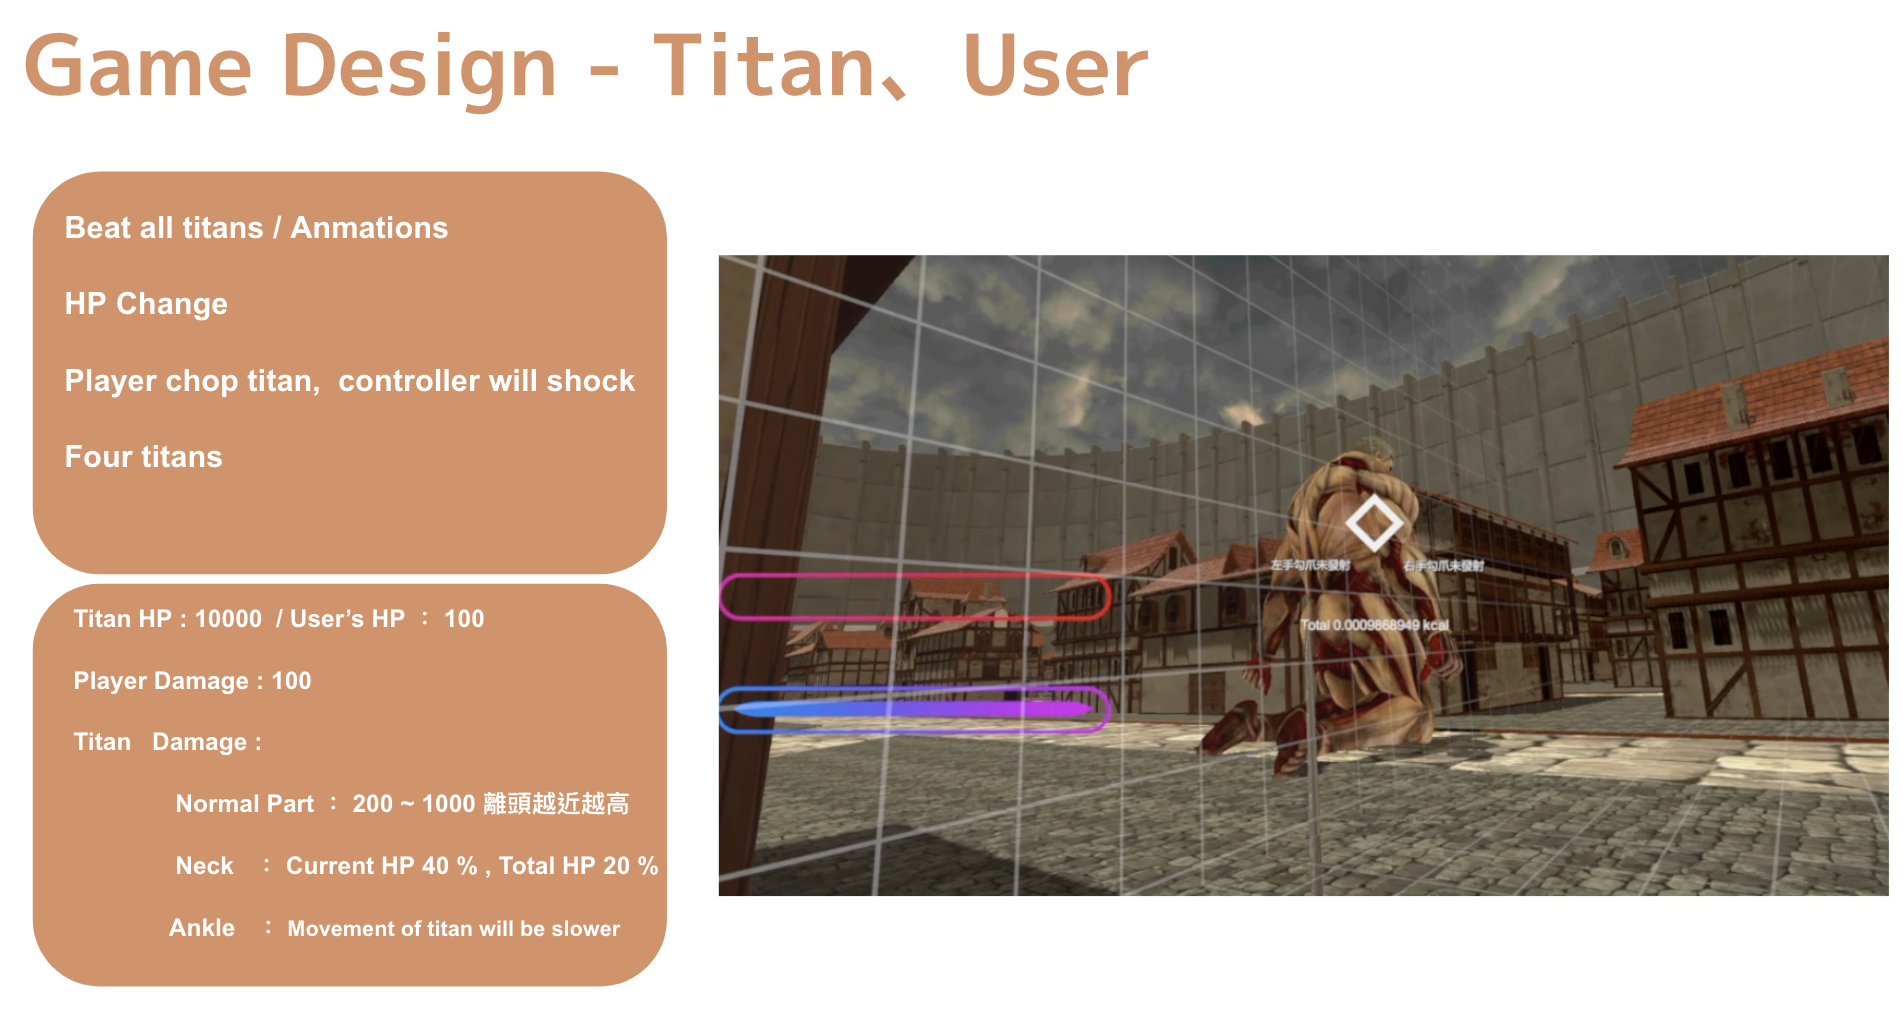 Game Design - Titan、User
Beat all titans / Anmations
HP Change
Player chop titan,  controller will shock
Four titans
Titan HP : 10000  / User’s HP ： 100
Player Damage : 100
Titan   Damage :
Normal Part ： 200 ~ 1000 離頭越近越高
Neck   ： Current HP 40 % , Total HP 20 %
Ankle   ： Movement of titan will be slower
左手勾爪未發射 右手勾爪未發射
Total 0.0009868949 kcal